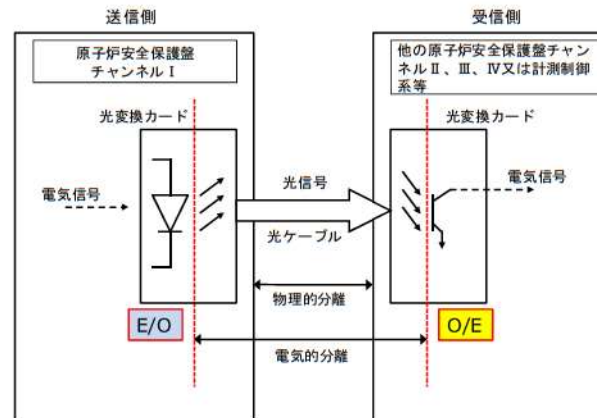 送信側
原子炉安全保護盤
チャンネルⅠ
光変換カード
電気信号
E/O
光信号
光ケーブル
物理的分離
電気的分離
受信側
他の原子炉安全保護盤チャン
ネルⅡ、Ⅲ、Ⅳ又は計測制御
系等
光変換カード
電気信号
O/E